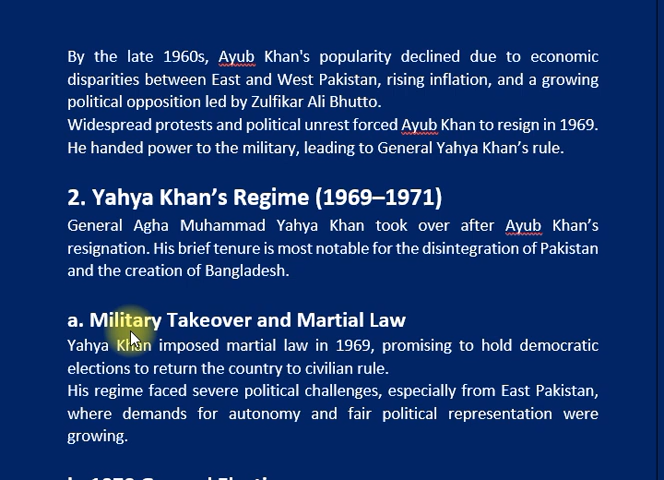 By the late 1960s, Ayub Khan's popularity declined due to economic
disparities between East and West Pakistan, rising inflation, and a growing
political opposition led by Zulfikar Ali Bhutto.
Widespread protests and political unrest forced Ayub Khan to resign in 1969.
He handed power to the military, leading to General Yahya Khan’s rule.
2. Yahya Khan’s Regime (1969–1971)
General Agha Muhammad Yahya Khan took over after Ayub Khan’s
resignation. His brief tenure is most notable for the disintegration of Pakistan
and the creation of Bangladesh.
a. Military Takeover and Martial Law
Yahya Khan imposed martial law in 1969, promising to hold democratic
elections to return the country to civilian rule.
His regime faced severe political challenges, especially from East Pakistan,
where demands for autonomy and fair political representation were
growing.